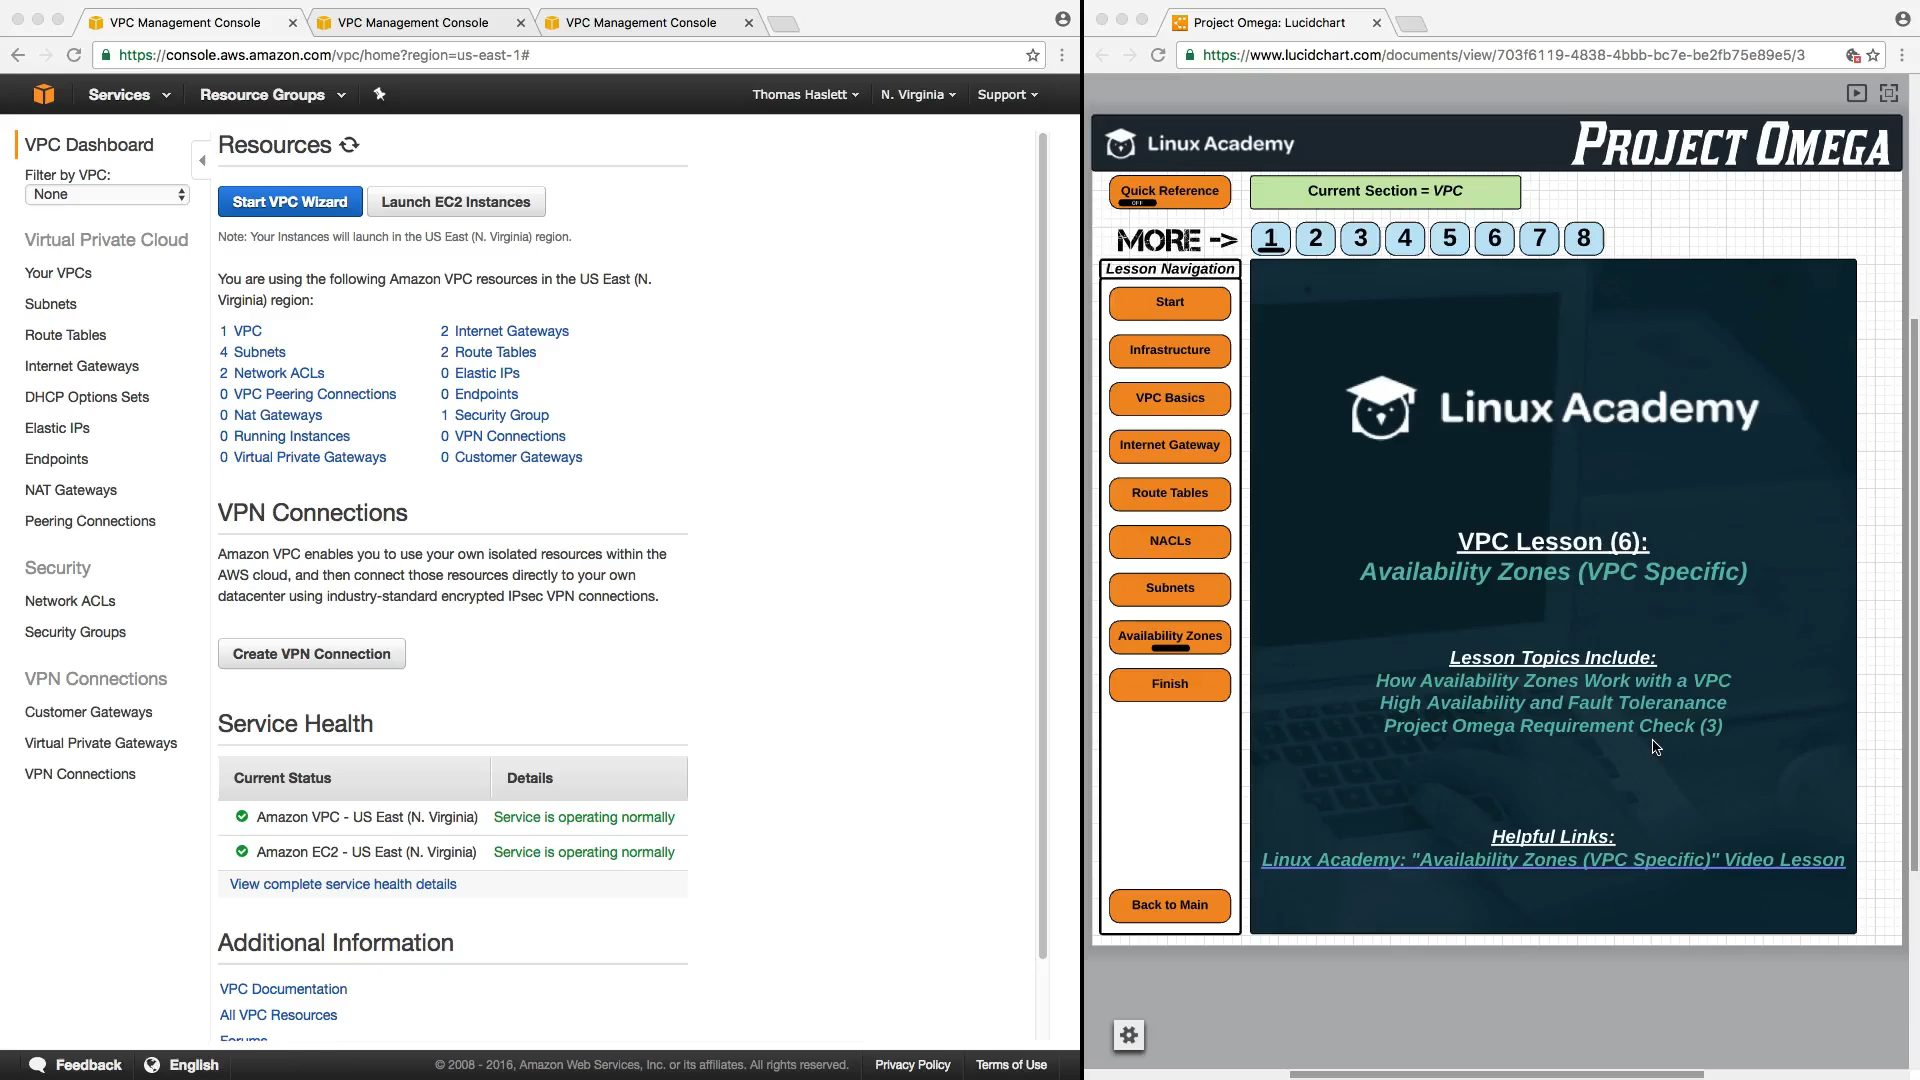 VPC Management Console
VPC Management Console
VPC Management Console
https://console.aws.amazon.com/vpc/home?region=us-east-1#
Services
Resource Groups
Thomas Haslett
N. Virginia
Support
VPC Dashboard
Filter by VPC:
None
Virtual Private Cloud
Your VPCs
Subnets
Route Tables
Internet Gateways
DHCP Options Sets
Elastic IPs
Endpoints
NAT Gateways
Peering Connections
Security
Network ACLs
Security Groups
VPN Connections
Customer Gateways
Virtual Private Gateways
VPN Connections
Resources
Start VPC Wizard
Launch EC2 Instances
Note: Your Instances will launch in the US East (N. Virginia) region.
You are using the following Amazon VPC resources in the US East (N.
Virginia) region:
1 VPC
2 Internet Gateways
4 Subnets
2 Route Tables
2 Network ACLs
0 Elastic IPs
0 VPC Peering Connections
0 Endpoints
0 Nat Gateways
1 Security Group
0 Running Instances
0 VPN Connections
0 Virtual Private Gateways
0 Customer Gateways
VPN Connections
Amazon VPC enables you to use your own isolated resources within the
AWS cloud, and then connect those resources directly to your own
datacenter using industry-standard encrypted IPsec VPN connections.
Create VPN Connection
Service Health
Current Status
Details
Amazon VPC - US East (N. Virginia)
Service is operating normally
Amazon EC2 - US East (N. Virginia)
Service is operating normally
View complete service health details
Additional Information
VPC Documentation
All VPC Resources
Forums
Feedback
English
© 2008 - 2016, Amazon Web Services, Inc. or its affiliates. All rights reserved.
Privacy Policy
Terms of Use
Project Omega: Lucidchart
https://www.lucidchart.com/documents/view/703f6119-4838-4bbb-bc7e-be2fb75e89e5/3
Linux Academy
PROJECT OMEGA
Quick Reference
OFF
Current Section = VPC
MORE ->
1
2
3
4
5
6
7
8
Lesson Navigation
Start
Infrastructure
VPC Basics
Internet Gateway
Route Tables
NACLs
Subnets
Availability Zones
Finish
Back to Main
Linux Academy
VPC Lesson (6):
Availability Zones (VPC Specific)
Lesson Topics Include:
How Availability Zones Work with a VPC
High Availability and Fault Toleranance
Project Omega Requirement Check (3)
Helpful Links:
Linux Academy: "Availability Zones (VPC Specific)" Video Lesson